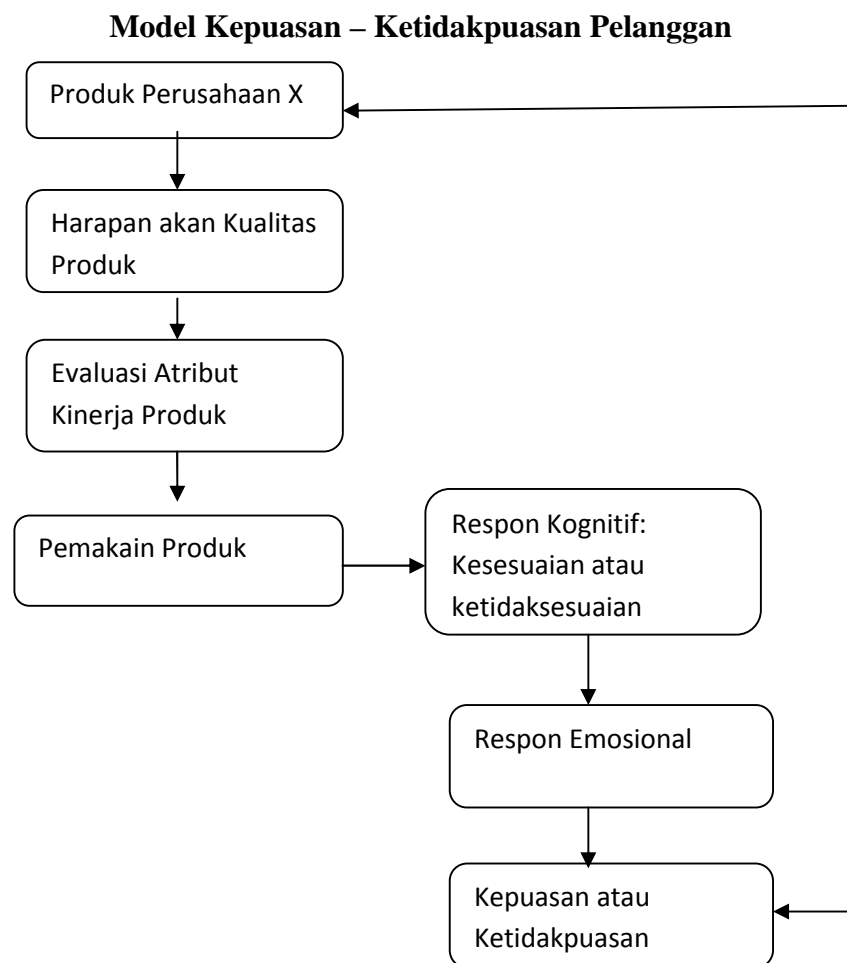 Model Kepuasan – Ketidakpuasan Pelanggan
Produk Perusahaan X
Harapan akan Kualitas
Produk
Evaluasi Atribut
Kinerja Produk
Pemakain Produk
Respon Kognitif:
Kesesuaian atau
ketidaksesuaian
Respon Emosional
Kepuasan atau
Ketidakpuasan